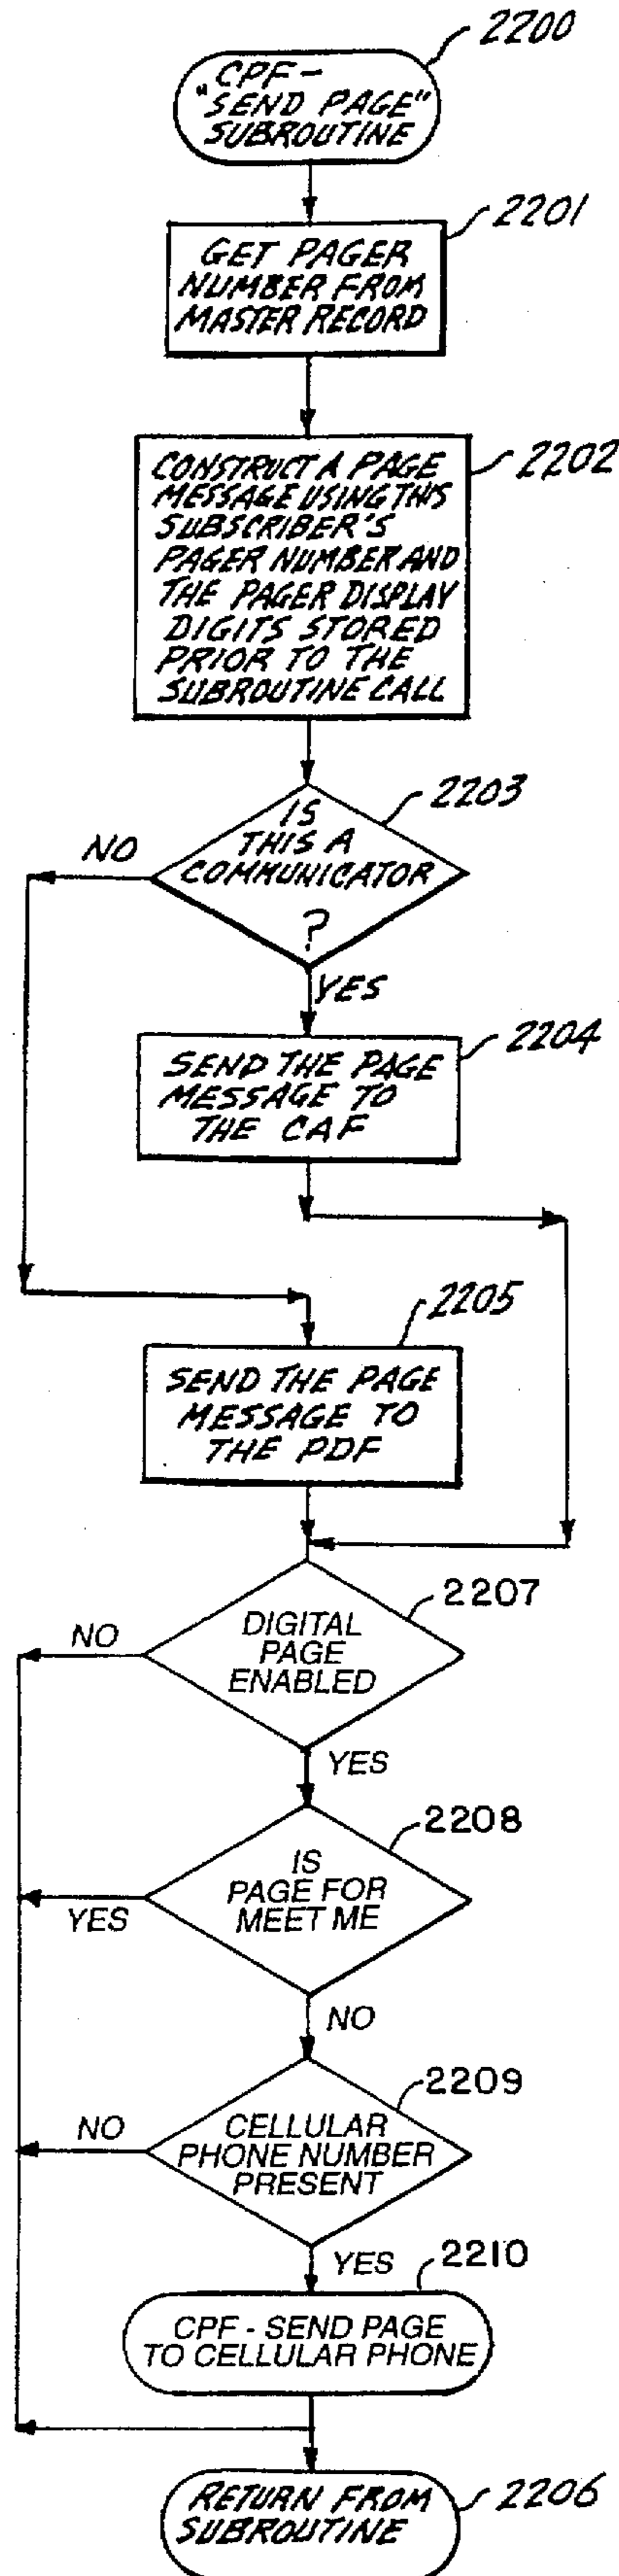 2200
CPF-
"SEND PAGE"
SUBROUTINE
2201
GET PAGER
NUMBER FROM
MASTER RECORD
2202
CONSTRUCT A PAGE
MESSAGE USING THIS
SUBSCRIBER'S
PAGER NUMBER AND
THE PAGER DISPLAY
DIGITS STORED
PRIOR TO THE
SUBROUTINE CALL
2203
IS
THIS A
COMMUNICATOR
?
NO
YES
2204
SEND THE PAGE
MESSAGE TO
THE CAF
2205
SEND THE PAGE
MESSAGE TO
THE PDF
2207
DIGITAL
PAGE
ENABLED
NO
YES
2208
IS
PAGE FOR
MEET ME
YES
NO
2209
CELLULAR
PHONE NUMBER
PRESENT
NO
YES
2210
CPF - SEND PAGE
TO CELLULAR PHONE
RETURN FROM
SUBROUTINE
2206